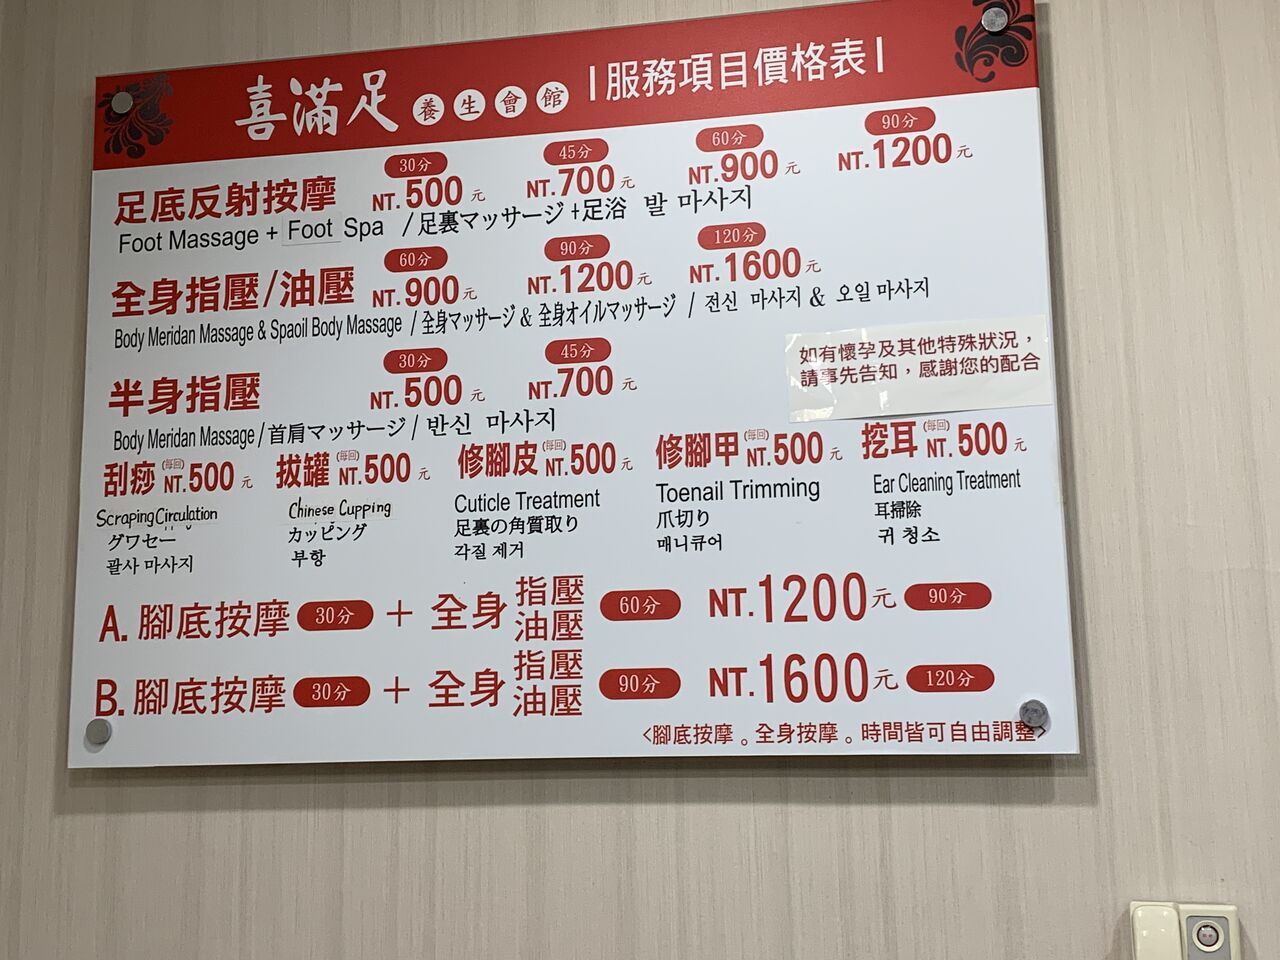 喜滿足 養生會館 |服務項目價格表|
30分 45分 60分 90分
足底反射按摩 NT.500元 NT.700元 NT.900元 NT.1200元
Foot Massage + Foot Spa /足裏マッサージ+足浴 발 마사지
60分 90分 120分
全身指壓/油壓 NT.900元 NT.1200元 NT.1600元
Body Meridan Massage & Spaoil Body Massage / 全身マッサージ & 全身オイルマッサージ / 전신 마사지 & 오일 마사지
30分 45分
半身指壓 NT.500元 NT.700元
Body Meridan Massage/首肩マッサージ/ 반신 마사지
如有懷孕及其他特殊狀況，
請事先告知，感謝您的配合
刮痧(每回)NT.500元 拔罐(每回)NT.500元 修腳皮(每回)NT.500元 修腳甲(每回)NT.500元 挖耳(每回)NT.500元
Scraping Circulation Chinese Cupping Cuticle Treatment Toenail Trimming Ear Cleaning Treatment
グワセー カッピング 足裏の角質取り 爪切り 耳掃除
괄사 마사지 부항 각질 제거 매니큐어 귀 청소
A. 腳底按摩 30分 + 全身 指壓 油壓 60分 NT.1200元 90分
B. 腳底按摩 30分 + 全身 指壓 油壓 90分 NT.1600元 120分
<腳底按摩。全身按摩。時間皆可自由調整>